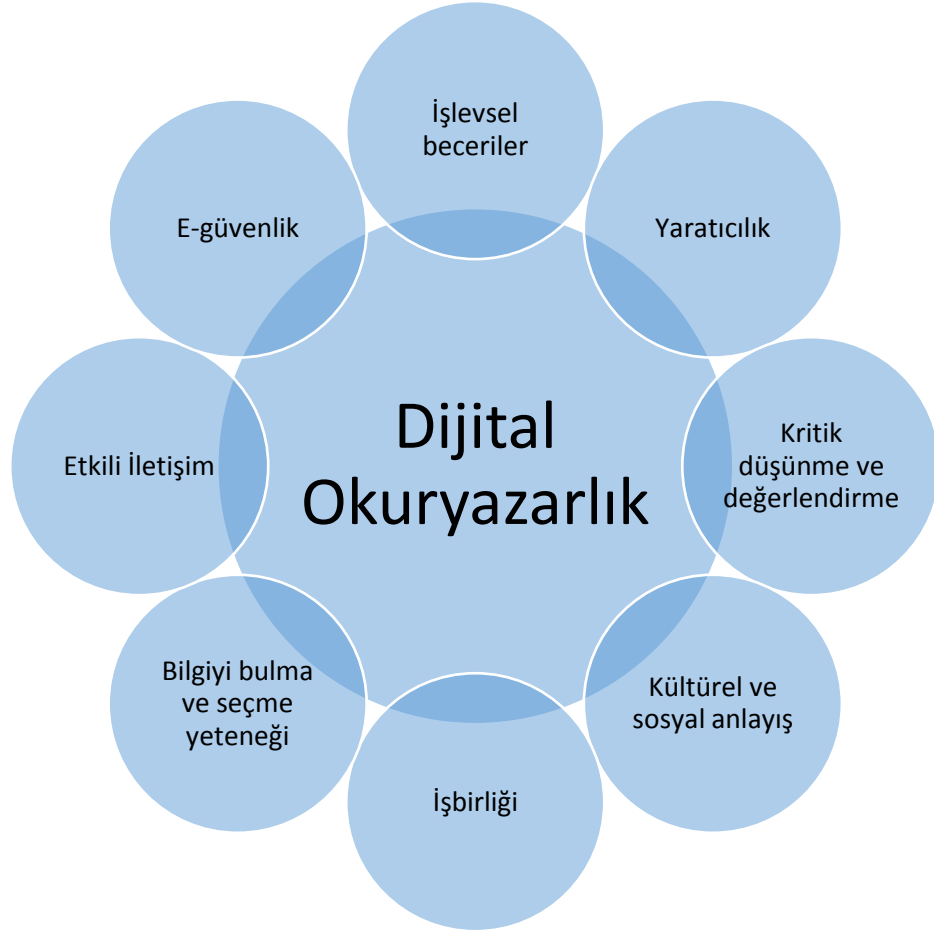 İşlevsel
beceriler
E-güvenlik
Yaratıcılık
Dijital
Okuryazarlık
Etkili İletişim
Kritik
düşünme ve
değerlendirme
Bilgiyi bulma
ve seçme
yeteneği
Kültürel ve
sosyal anlayış
İşbirliği